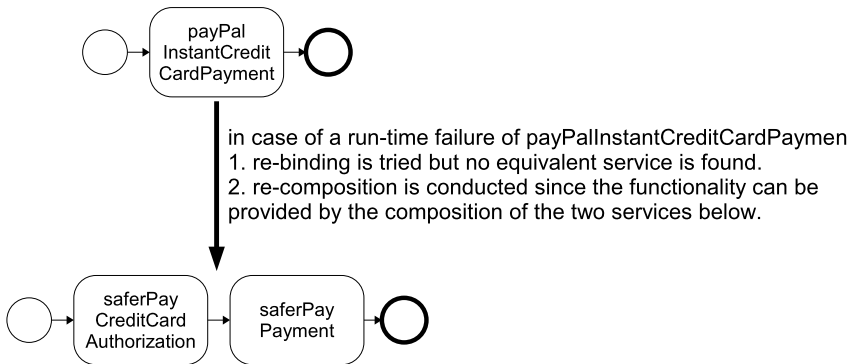 payPal
InstantCredit
CardPayment
in case of a run-time failure of payPalInstantCreditCardPaymen
1. re-binding is tried but no equivalent service is found.
2. re-composition is conducted since the functionality can be
provided by the composition of the two services below.
saferPay
CreditCard
Authorization
saferPay
Payment